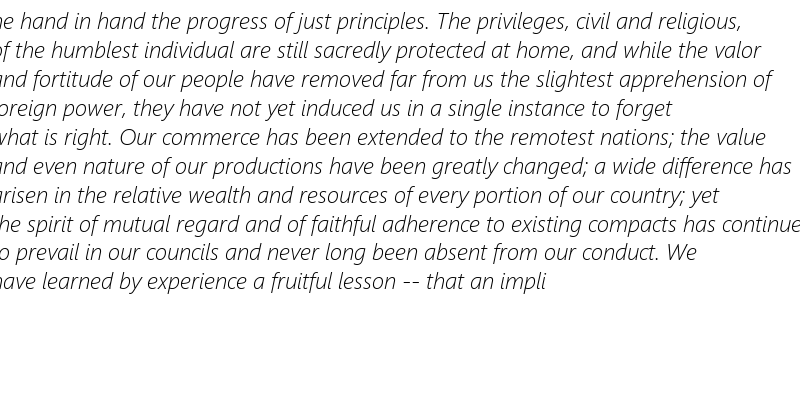 ne hand in hand the progress of just principles. The privileges, civil and religious,
of the humblest individual are still sacredly protected at home, and while the valor
and fortitude of our people have removed far from us the slightest apprehension of
oreign power, they have not yet induced us in a single instance to forget
what is right. Our commerce has been extended to the remotest nations; the value
and even nature of our productions have been greatly changed; a wide difference has
arisen in the relative wealth and resources of every portion of our country; yet
the spirit of mutual regard and of faithful adherence to existing compacts has continue
to prevail in our councils and never long been absent from our conduct. We
have learned by experience a fruitful lesson -- that an impli